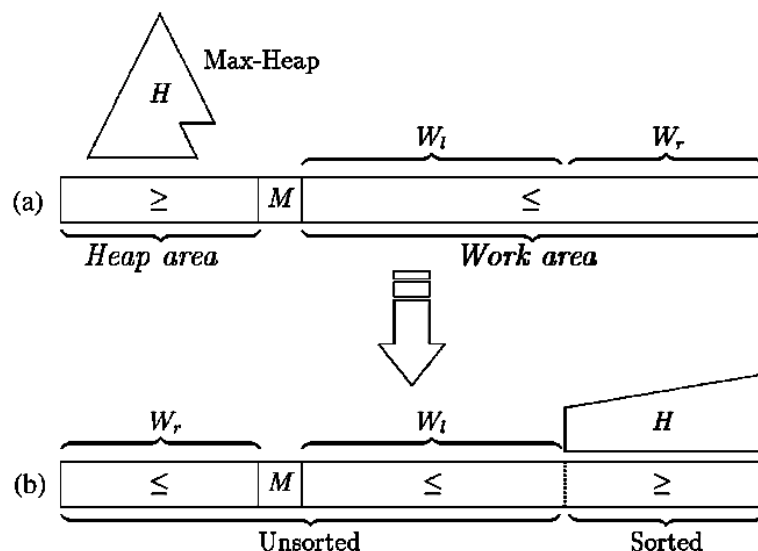 Max-Heap
H
W_l W_r
(a) ≥ M ≤
Heap area Work area
W_r W_l H
(b) ≤ M ≤ ≥
Unsorted Sorted